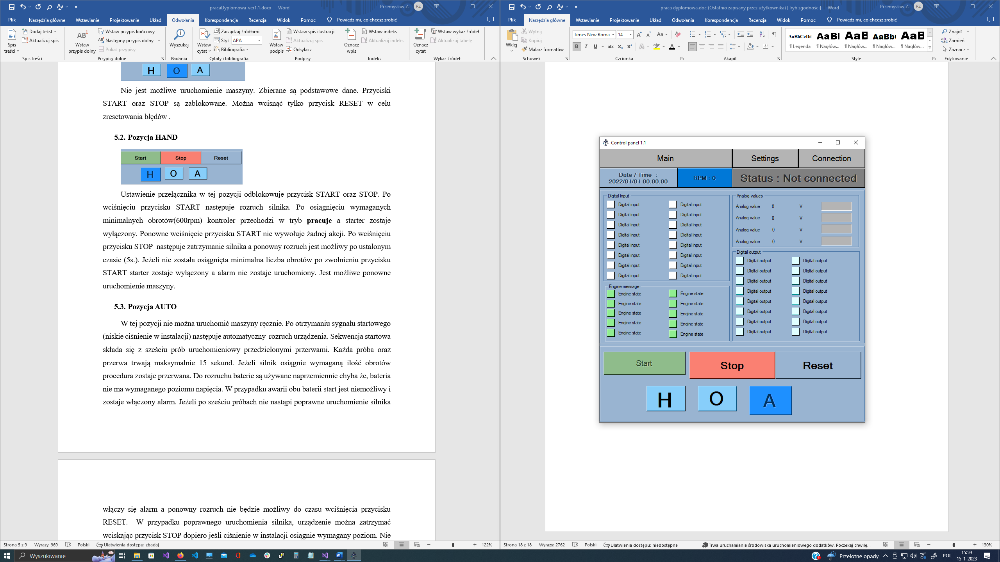 pracaDyplomowa_ver1.1.docx - Word
Przemysław Z.
PZ
Plik
Narzędzia główne
Wstawianie
Projektowanie
Układ
Odwołania
Korespondencja
Recenzja
Widok
Pomoc
Powiedz mi, co chcesz zrobić
Spis treści
Dodaj tekst
Aktualizuj spis
Spis treści
AB1
Wstaw przypis dolny
Wstaw przypis końcowy
Następny przypis dolny
Pokaż przypisy
Przypisy dolne
Wyszukaj
Badania
Wstaw cytat
Zarządzaj źródłami
Styl: APA
Bibliografia
Cytaty i bibliografia
Wstaw podpis
Wstaw spis ilustracji
Aktualizuj spis
Odsyłacz
Podpisy
Oznacz wpis
Wstaw indeks
Aktualizuj indeks
Indeks
Oznacz cytat
Wstaw wykaz źródeł
Aktualizuj tabelę
Wykaz źródeł
H O A
Nie jest możliwe uruchomienie maszyny. Zbierane są podstawowe dane. Przyciski
START oraz STOP są zablokowane. Można wcisnąć tylko przycisk RESET w celu
zresetowania błędów .
5.2. Pozycja HAND
Start Stop Reset
H O A
Ustawienie przełącznika w tej pozycji odblokowuje przycisk START oraz STOP. Po
wciśnięciu przycisku START następuje rozruch silnika. Po osiągnięciu wymaganych
minimalnych obrotów(600rpm) kontroler przechodzi w tryb pracuje a starter zostaje
wyłączony. Ponowne wciśnięcie przycisku START nie wywołuje żadnej akcji. Po wciśnięciu
przycisku STOP następuje zatrzymanie silnika a ponowny rozruch jest możliwy po ustalonym
czasie (5s.). Jeżeli nie została osiągnięta minimalna liczba obrotów po zwolnieniu przycisku
START starter zostaje wyłączony a alarm nie zostaje uruchomiony. Jest możliwe ponowne
uruchomienie maszyny.
5.3. Pozycja AUTO
W tej pozycji nie można uruchomić maszyny ręcznie. Po otrzymaniu sygnału startowego
(niskie ciśnienie w instalacji) następuje automatyczny rozruch urządzenia. Sekwencja startowa
składa się z sześciu prób uruchomieniowy przedzielonymi przerwami. Każda próba oraz
przerwa trwają maksymalnie 15 sekund. Jeżeli silnik osiągnie wymaganą ilość obrotów
procedura zostaje przerwana. Do rozruchu baterie są używane naprzemiennie chyba że, bateria
nie ma wymaganego poziomu napięcia. W przypadku awarii obu baterii start jest niemożliwy i
zostaje włączony alarm. Jeżeli po sześciu próbach nie nastąpi poprawne uruchomienie silnika
włączy się alarm a ponowny rozruch nie będzie możliwy do czasu wciśnięcia przycisku
RESET. W przypadku poprawnego uruchomienia silnika, urządzenie można zatrzymać
wciskając przycisk STOP dopiero jeśli ciśnienie w instalacji osiągnie wymagany poziom. Nie
Strona 5 z 9
Wyrazy: 969
Polski
Ułatwienia dostępu: zbadaj
122%
praca dyplomowa.doc (Ostatnio zapisany przez użytkownika) [Tryb zgodności] - Word
Przemysław Z.
PZ
Plik
Narzędzia główne
Wstawianie
Projektowanie
Układ
Odwołania
Korespondencja
Recenzja
Widok
Pomoc
Powiedz mi, co chcesz zrobić
Wklej
Wytnij
Kopiuj
Malarz formatów
Schowek
Times New Roma
14
Aa
B I U abc x₂ x²
Czcionka
Akapit
AaBbCcDd
¶ Legenda
AaBl
¶ Nagłów...
AaB
¶ Nagłów...
AaBb(
¶ Nagłów...
AaB
¶ Nagłów...
Style
Znajdź
Zamień
Zaznacz
Edytowanie
Control panel 1.1
Main
Settings
Connection
Date / Time :
2022/01/01 00:00:00
RPM : 0
Status : Not connected
Digital input
Digital input Digital input
Digital input Digital input
Digital input Digital input
Digital input Digital input
Digital input Digital input
Digital input Digital input
Digital input Digital input
Digital input Digital input
Engine message
Engine state Engine state
Engine state Engine state
Engine state Engine state
Engine state Engine state
Engine state Engine state
Analog values
Analog value 0 V
Analog value 0 V
Analog value 0 V
Analog value 0 V
Digital output
Digital output Digital output
Digital output Digital output
Digital output Digital output
Digital output Digital output
Digital output Digital output
Digital output Digital output
Digital output Digital output
Digital output Digital output
Start
Stop
Reset
H O A
Strona 18 z 18
Wyrazy: 2762
Polski
Ułatwienia dostępu: niedostępne
Trwa uruchamianie środowiska uruchomieniowego dodatków. Poczekaj chwilę...
130%
Wyszukiwanie
Przelotne opady
POL
15:59
15-1-2023